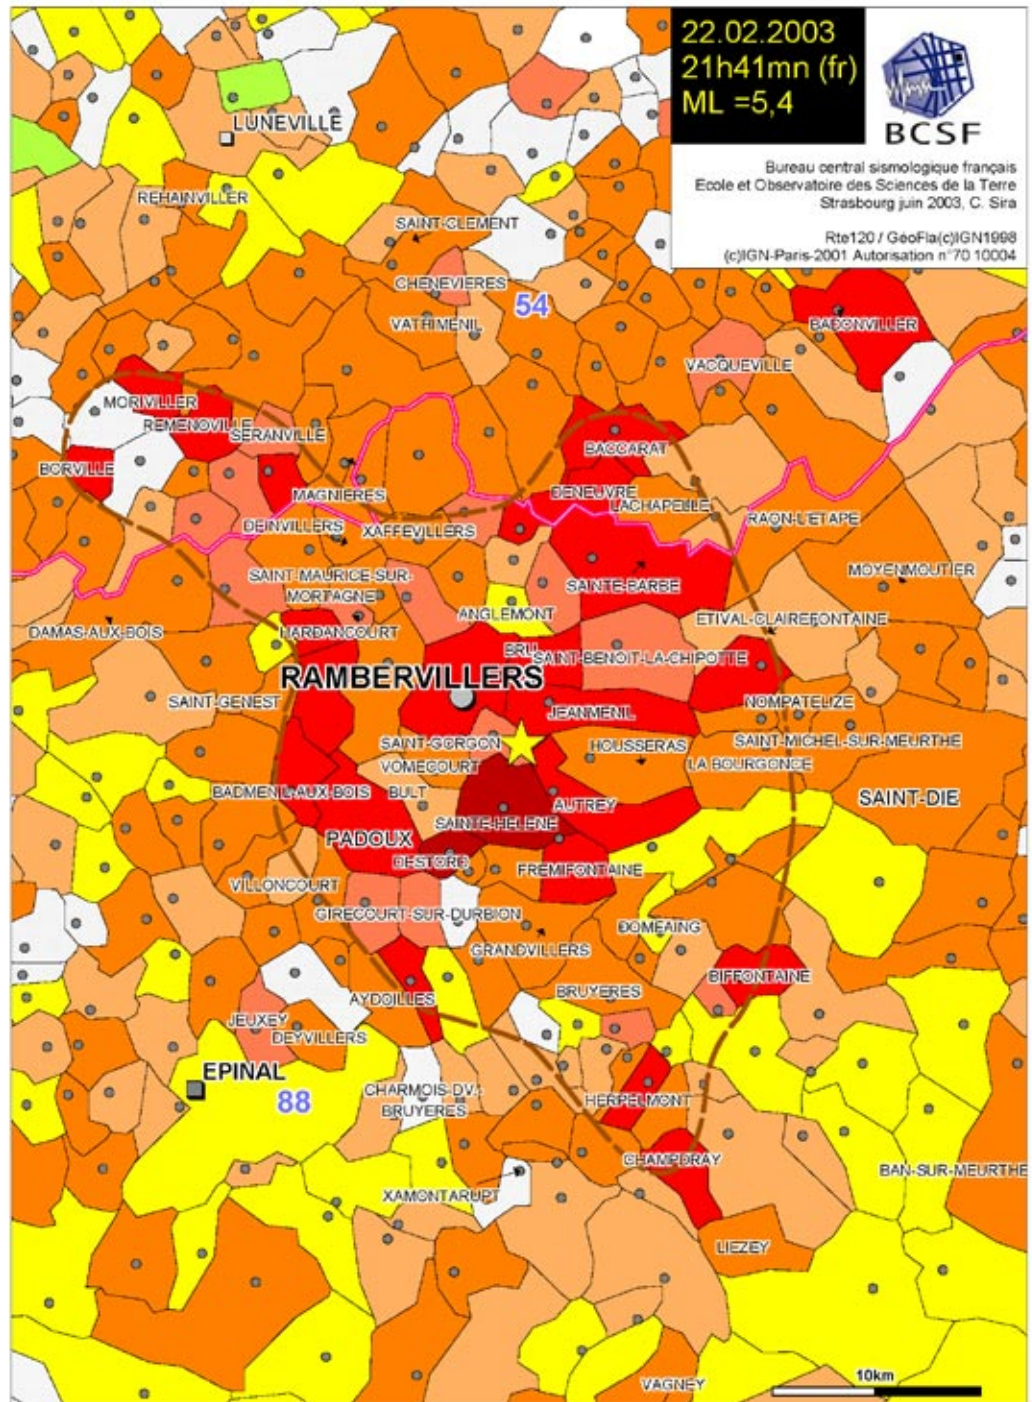 22.02.2003
21h41mn (fr)
ML =5,4
BCSF
Bureau central sismologique français
Ecole et Observatoire des Sciences de la Terre
Strasbourg juin 2003, C. Sira
Rte120 / GéoFla(c)IGN1998
(c)IGN-Paris-2001 Autorisation n°70 10004
LUNEVILLE
REHAINVILLER
SAINT-CLEMENT
CHENEVIERES
54
VATRIMENIL
BADONVILLER
VACQUEVILLE
MORIVILLER
REMENOVILLE
SERANVILLE
BORVILLE
BACCARAT
MAGNIERES
DENEUVRE
LACHAPELLE
DEINVILLERS
XAFFEVILLERS
RAON-L'ETAPE
SAINT-MAURICE-SUR-
MORTAGNE
SAINTE-BARBE
MOYENMOUTIER
ANGLEMONT
DAMAS-AUX-BOIS
HARDANCOURT
ETIVAL-CLAIREFONTAINE
BRU
SAINT-BENOIT-LA-CHIPOTTE
RAMBERVILLERS
SAINT-GENEST
JEANMENIL
NOMPATELIZE
SAINT-GORGON
HOUSSERAS
SAINT-MICHEL-SUR-MEURTHE
VOMECOURT
LA BOURGONCE
BADMENIL-AUX-BOIS
BULT
AUTREY
SAINT-DIE
SAINTE-HELENE
PADOUX
DESTORD
FREMIFONTAINE
VILLONCOURT
GIRECOURT-SUR-DURBION
DOMFAING
GRANDVILLERS
BIFFONTAINE
AYDOILLES
BRUYERES
JEUXEY
DEYVILLERS
EPINAL
88
CHARMOIS-DV.-
BRUYERES
HERPELMONT
CHAMPDRAY
BAN-SUR-MEURTHE
XAMONTARUPT
LIEZEY
VAGNEY
10km